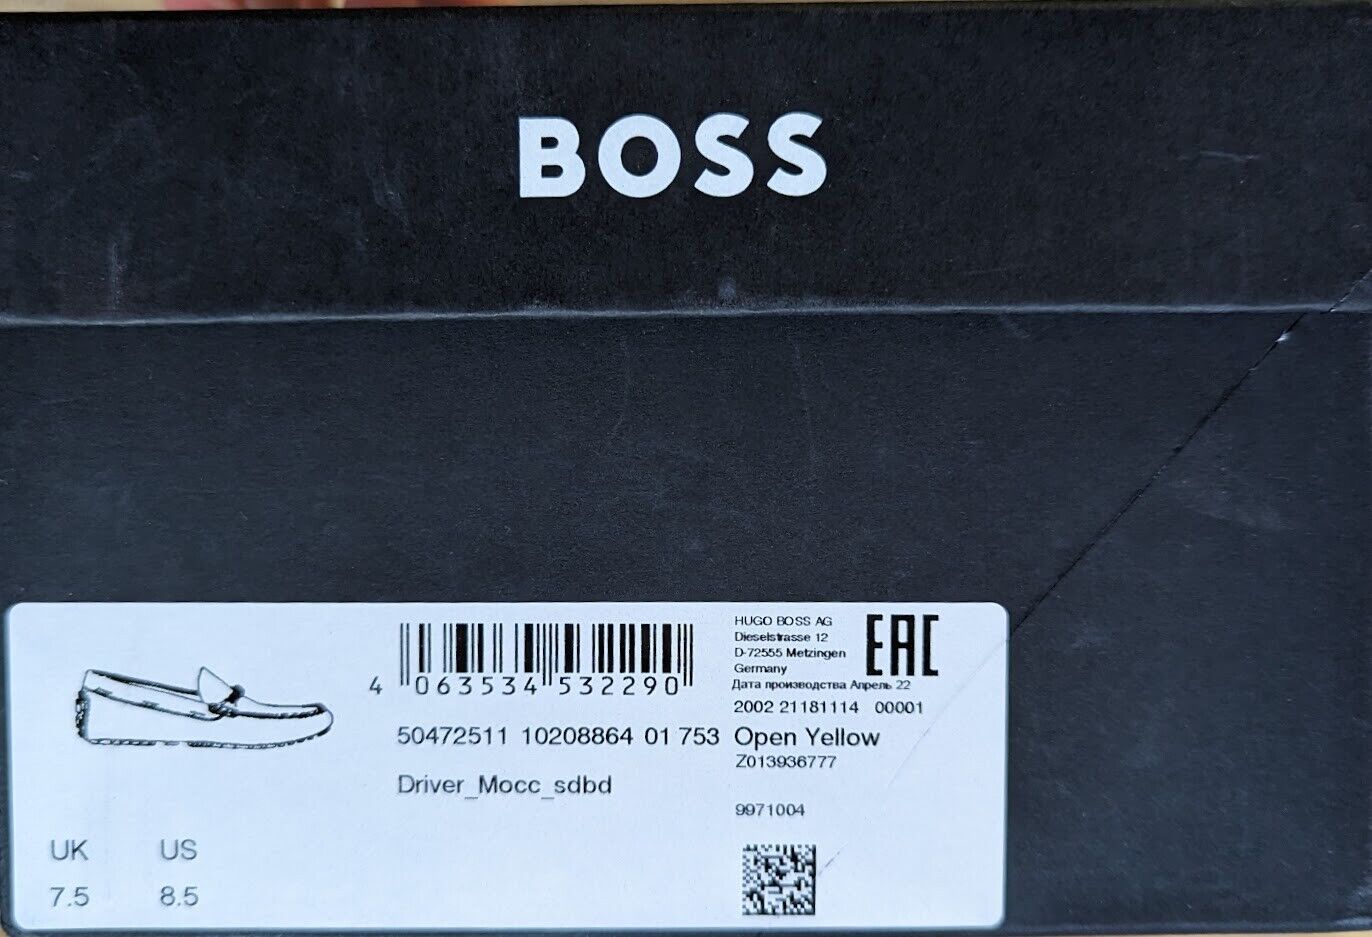 BOSS
HUGO BOSS AG
Dieselstrasse 12
D-72555 Metzingen
Germany
Дата производства Апрель 22
EAC
4 063534 532290
2002 21181114 00001
50472511 10208864 01 753 Open Yellow
Z013936777
Driver_Mocc_sdbd
9971004
UK US
7.5 8.5